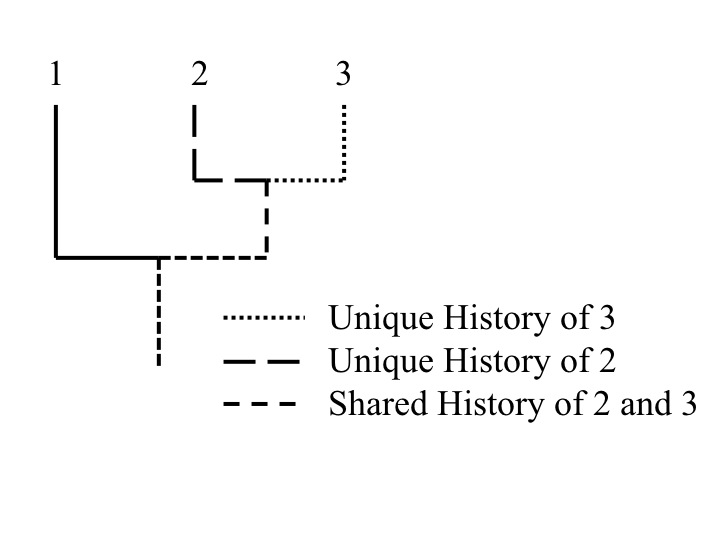 1 2 3
Unique History of 3
Unique History of 2
Shared History of 2 and 3